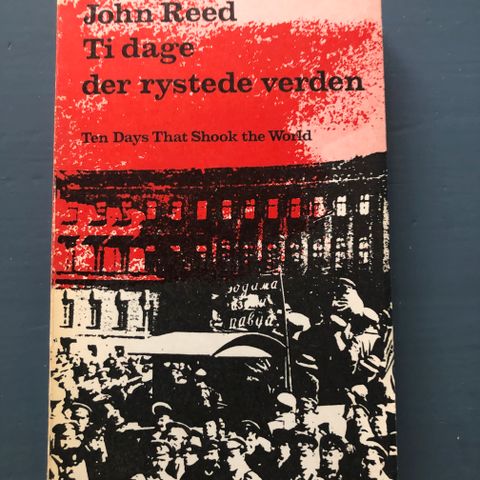 John Reed
Ti dage
der rystede verden
Ten Days That Shook the World